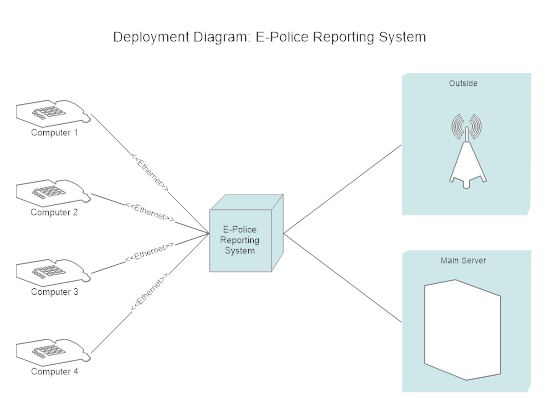 Deployment Diagram: E-Police Reporting System
Outside
Computer 1
<<Ethernet>>
Computer 2
<<Ethernet>>
E-Police
Reporting
System
<<Ethernet>>
Main Server
Computer 3
<<Ethernet>>
Computer 4